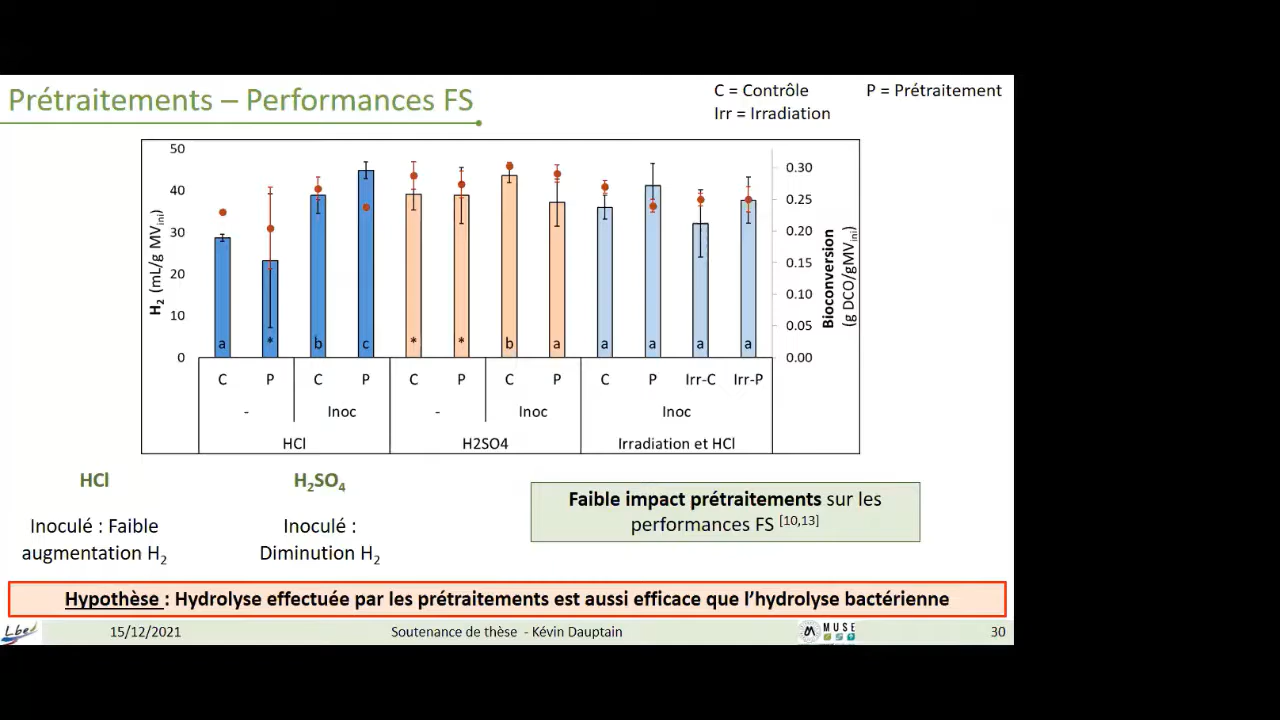 Prétraitements – Performances FS
C = Contrôle P = Prétraitement
Irr = Irradiation
50
40
30
20
10
0
H2 (mL/g MVini)
0.30
0.25
0.20
0.15
0.10
0.05
0.00
Bioconversion
(g DCO/gMVini)
a * b c * * b a a a a a
C P C P C P C P C P Irr-C Irr-P
- Inoc - Inoc Inoc
HCl H2SO4 Irradiation et HCl
HCl
Inoculé : Faible
augmentation H2
H2SO4
Inoculé :
Diminution H2
Faible impact prétraitements sur les
performances FS [10,13]
Hypothèse : Hydrolyse effectuée par les prétraitements est aussi efficace que l'hydrolyse bactérienne
Lbe
15/12/2021 Soutenance de thèse - Kévin Dauptain MUSE 30